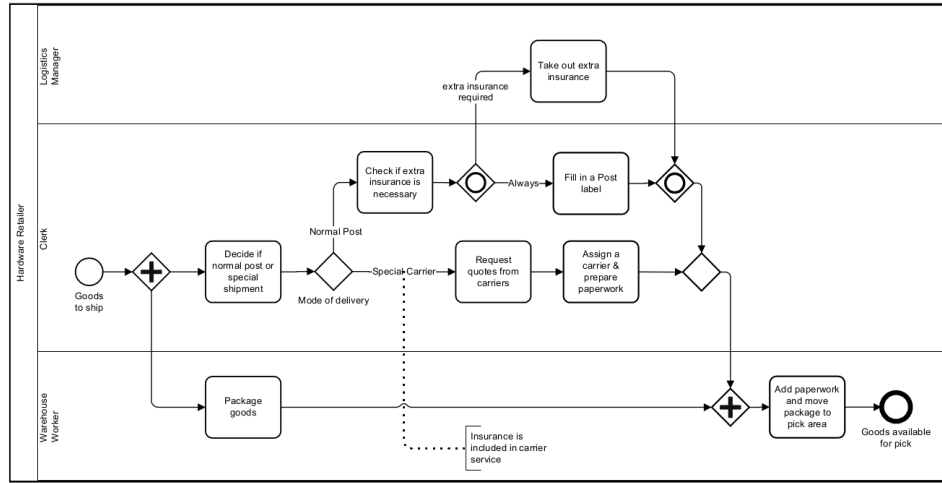 Hardware Retailer
Logistics
Manager
Take out extra
insurance
extra insurance
required
Clerk
Check if extra
insurance is
necessary
Always
Fill in a Post
label
Normal Post
Goods
to ship
Decide if
normal post or
special
shipment
Mode of delivery
Special Carrier
Request
quotes from
carriers
Assign a
carrier &
prepare
paperwork
Warehouse
Worker
Package
goods
Add paperwork
and move
package to
pick area
Goods available
for pick
Insurance is
included in carrier
service